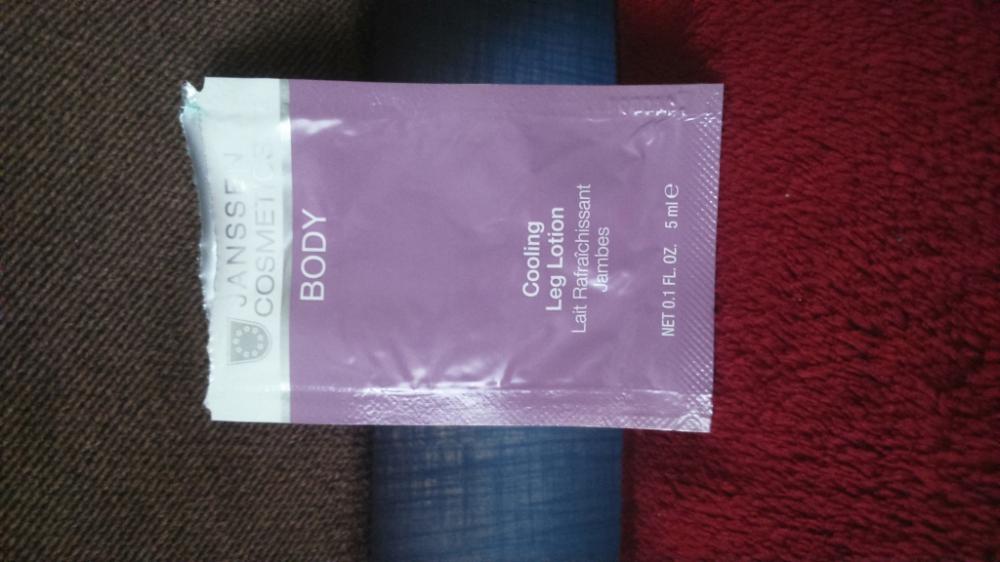 JANSSEN
COSMETICS
BODY
Cooling
Leg Lotion
Lait Rafraîchissant
Jambes
NET 0.1 FL. OZ. 5 ml ℮